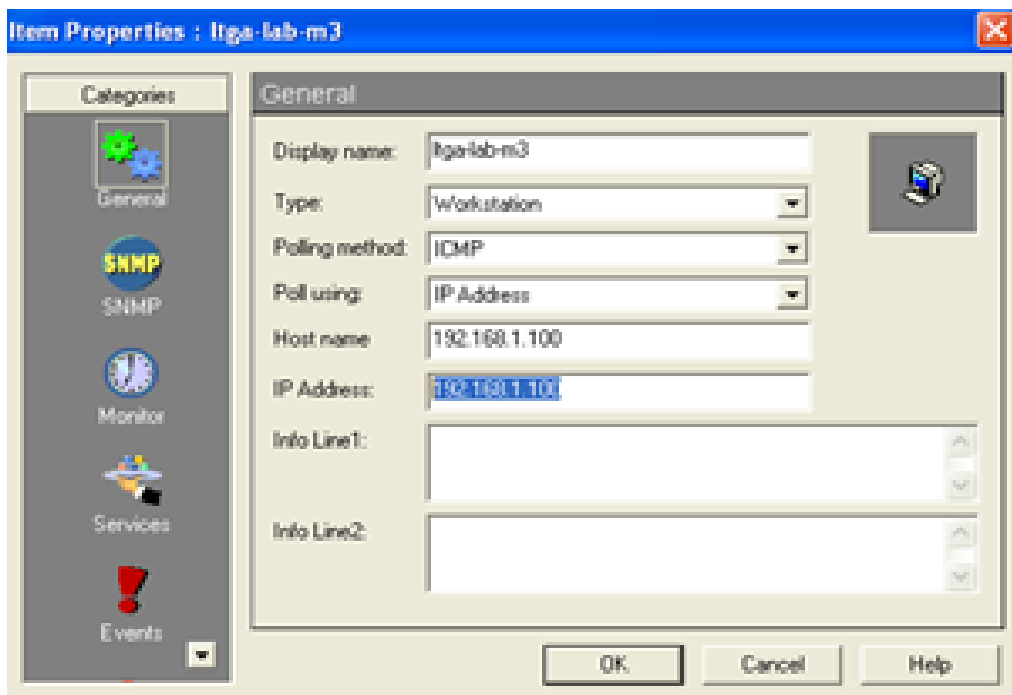 Item Properties : ltga-lab-m3
Categories
General
SNMP
SNMP
Monitor
Services
Events
General
Display name: ltga-lab-m3
Type: Workstation
Polling method: ICMP
Poll using: IP Address
Host name 192.168.1.100
IP Address: 192.168.1.100
Info Line1:
Info Line2:
OK Cancel Help